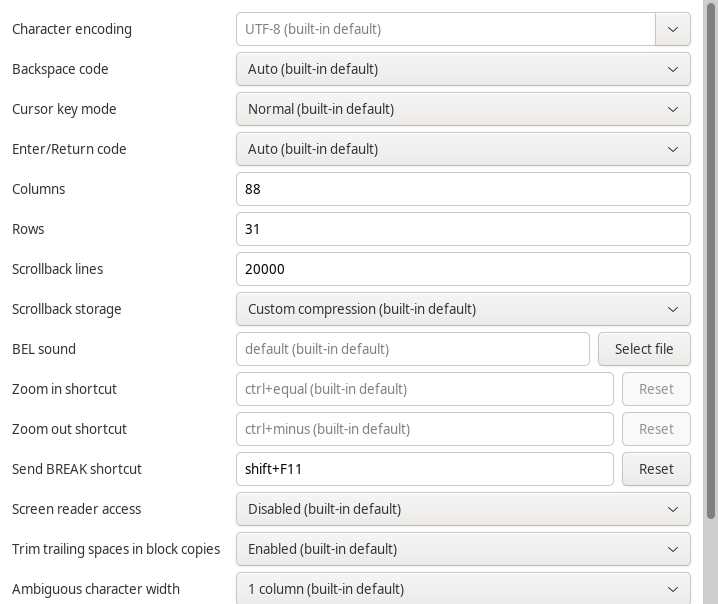 Character encoding UTF-8 (built-in default)
Backspace code Auto (built-in default)
Cursor key mode Normal (built-in default)
Enter/Return code Auto (built-in default)
Columns 88
Rows 31
Scrollback lines 20000
Scrollback storage Custom compression (built-in default)
BEL sound default (built-in default) Select file
Zoom in shortcut ctrl+equal (built-in default) Reset
Zoom out shortcut ctrl+minus (built-in default) Reset
Send BREAK shortcut shift+F11 Reset
Screen reader access Disabled (built-in default)
Trim trailing spaces in block copies Enabled (built-in default)
Ambiguous character width 1 column (built-in default)